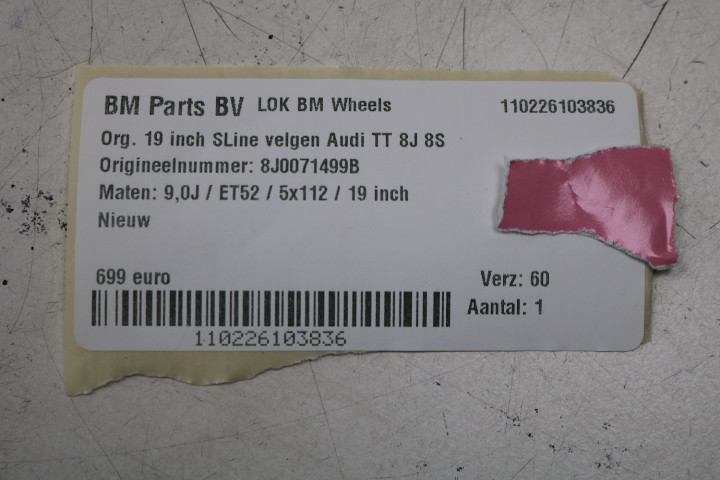 BM Parts BV LOK BM Wheels 110226103836
Org. 19 inch SLine velgen Audi TT 8J 8S
Origineelnummer: 8J0071499B
Maten: 9,0J / ET52 / 5x112 / 19 inch
Nieuw
699 euro Verz: 60
Aantal: 1
110226103836